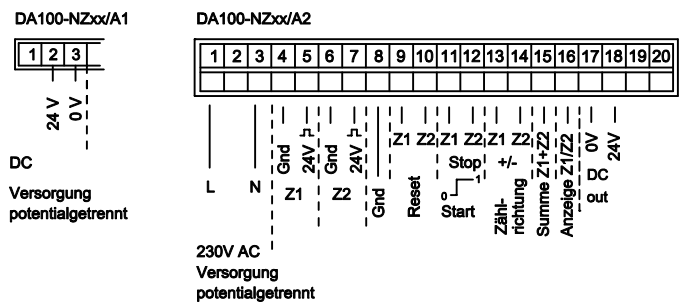 DA100-NZxx/A1
1 2 3
24 V
0 V
DC
Versorgung
potentialgetrennt
DA100-NZxx/A2
1 2 3 4 5 6 7 8 9 10 11 12 13 14 15 16 17 18 19 20
L
N
Gnd
24V
Z1
Gnd
24V
Z2
Gnd
Z1 Z2
Reset
Z1 Z2
Stop
0 1
Start
Z1 Z2
+/-
Zähl-
richtung
Summe Z1+Z2
Anzeige Z1/Z2
0V
24V
DC
out
230V AC
Versorgung
potentialgetrennt